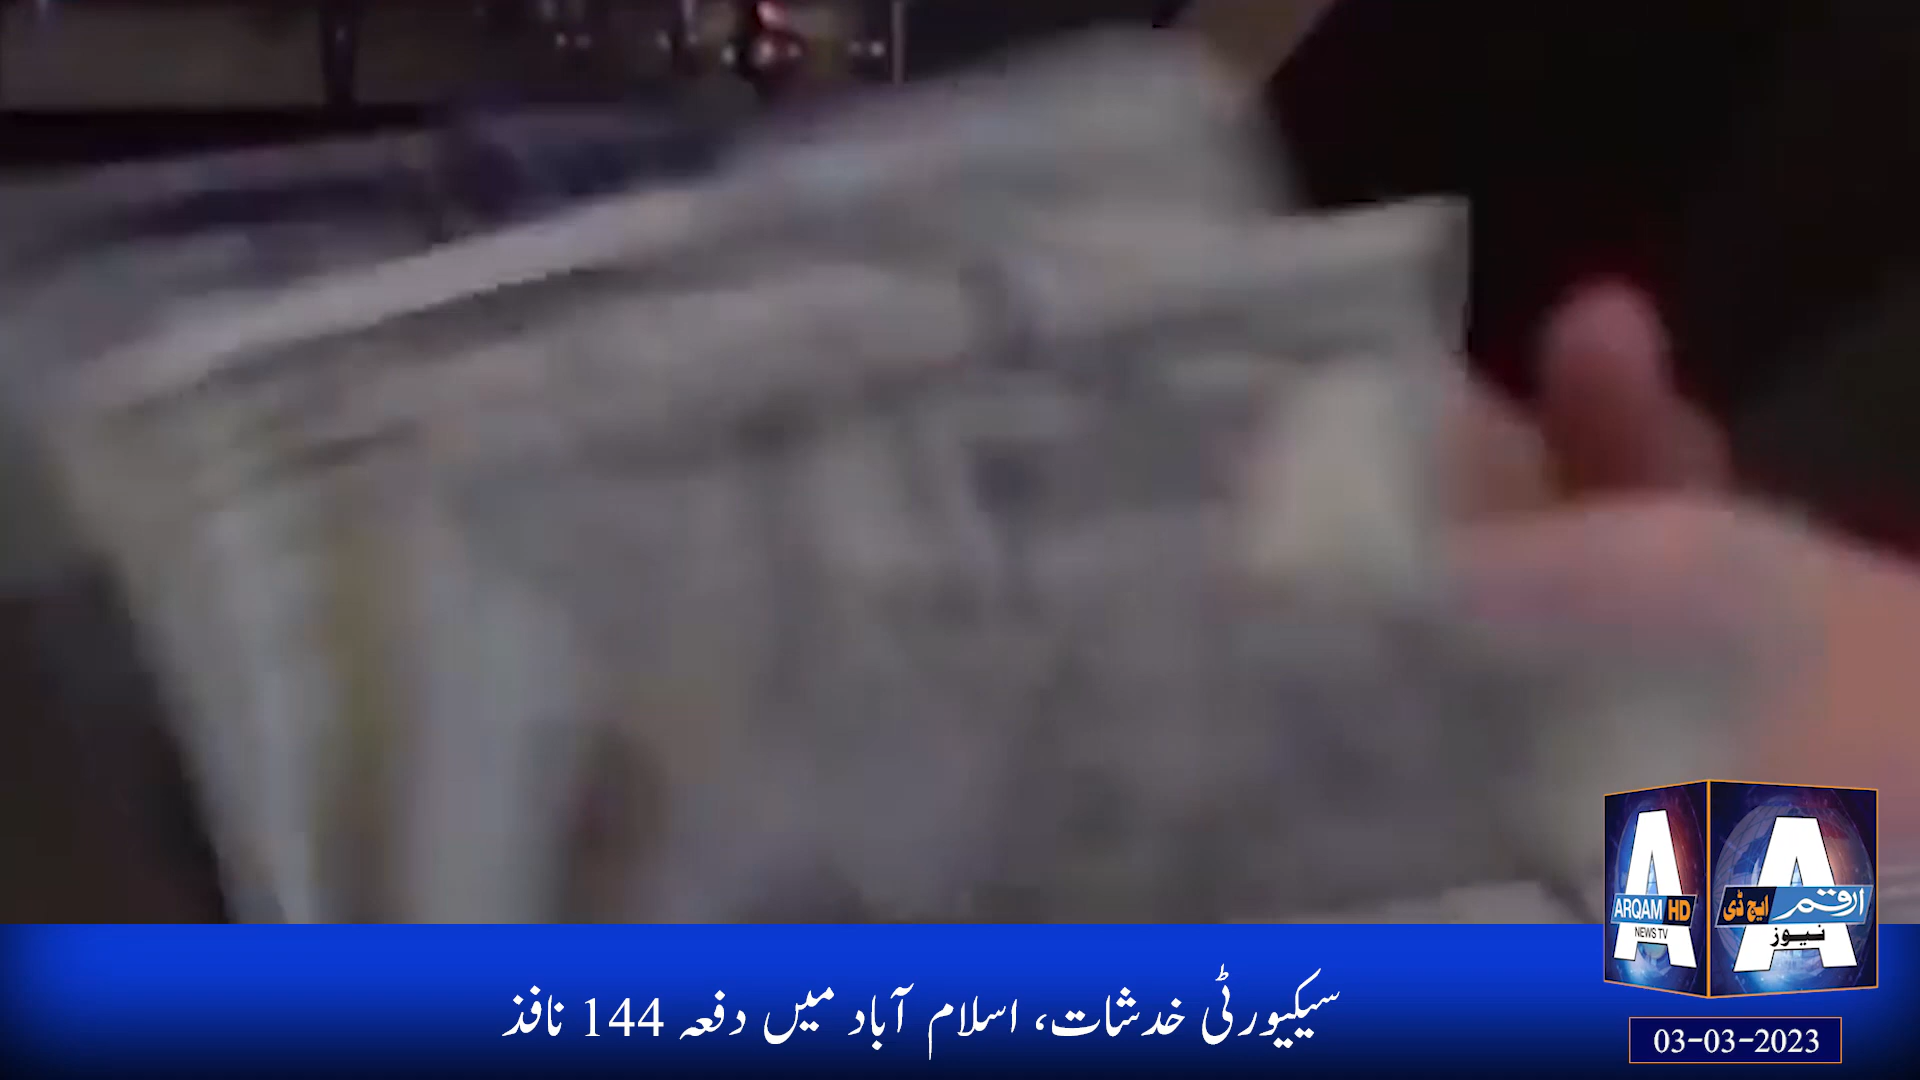 ARQAM HD
NEWS TV
ارقم ایچ ڈی
نیوز
سیکیورٹی خدشات، اسلام آباد میں دفعہ 144 نافذ
03-03-2023